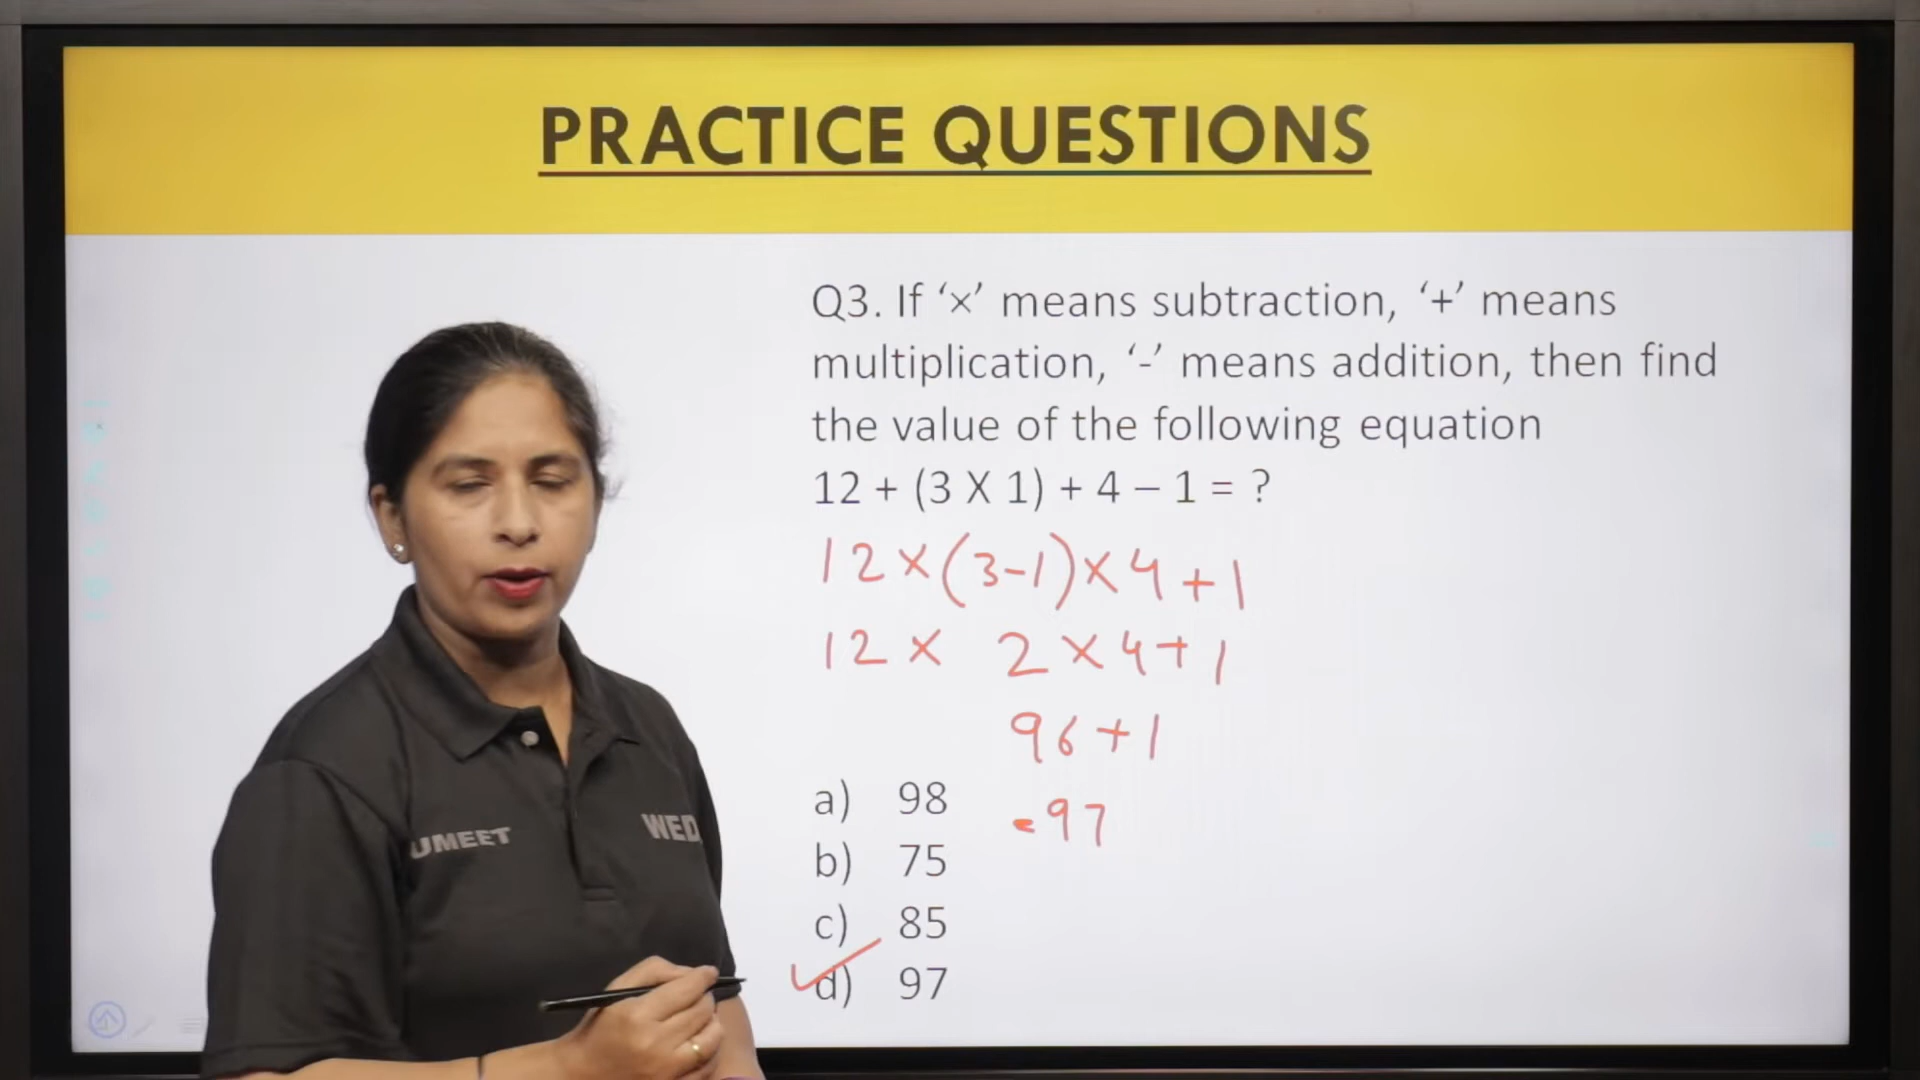 PRACTICE QUESTIONS
Q3. If ‘×’ means subtraction, ‘+’ means
multiplication, ‘-’ means addition, then find
the value of the following equation
12 + (3 X 1) + 4 – 1 = ?
12 × (3-1) × 4 + 1
12 × 2 × 4 + 1
96 + 1
= 97
a) 98
b) 75
c) 85
d) 97
UMEET
WED